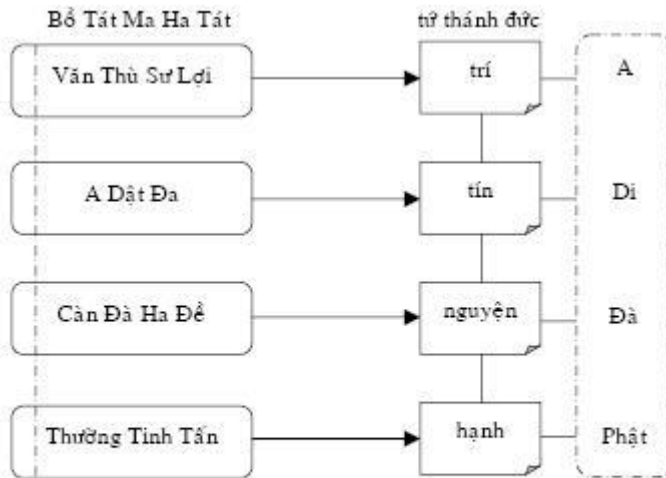 Bồ Tát Ma Ha Tát tứ thánh đức
Văn Thù Sư Lợi trí A
A Dật Đa tín Di
Càn Đà Ha Đề nguyện Đà
Thường Tinh Tấn hạnh Phật